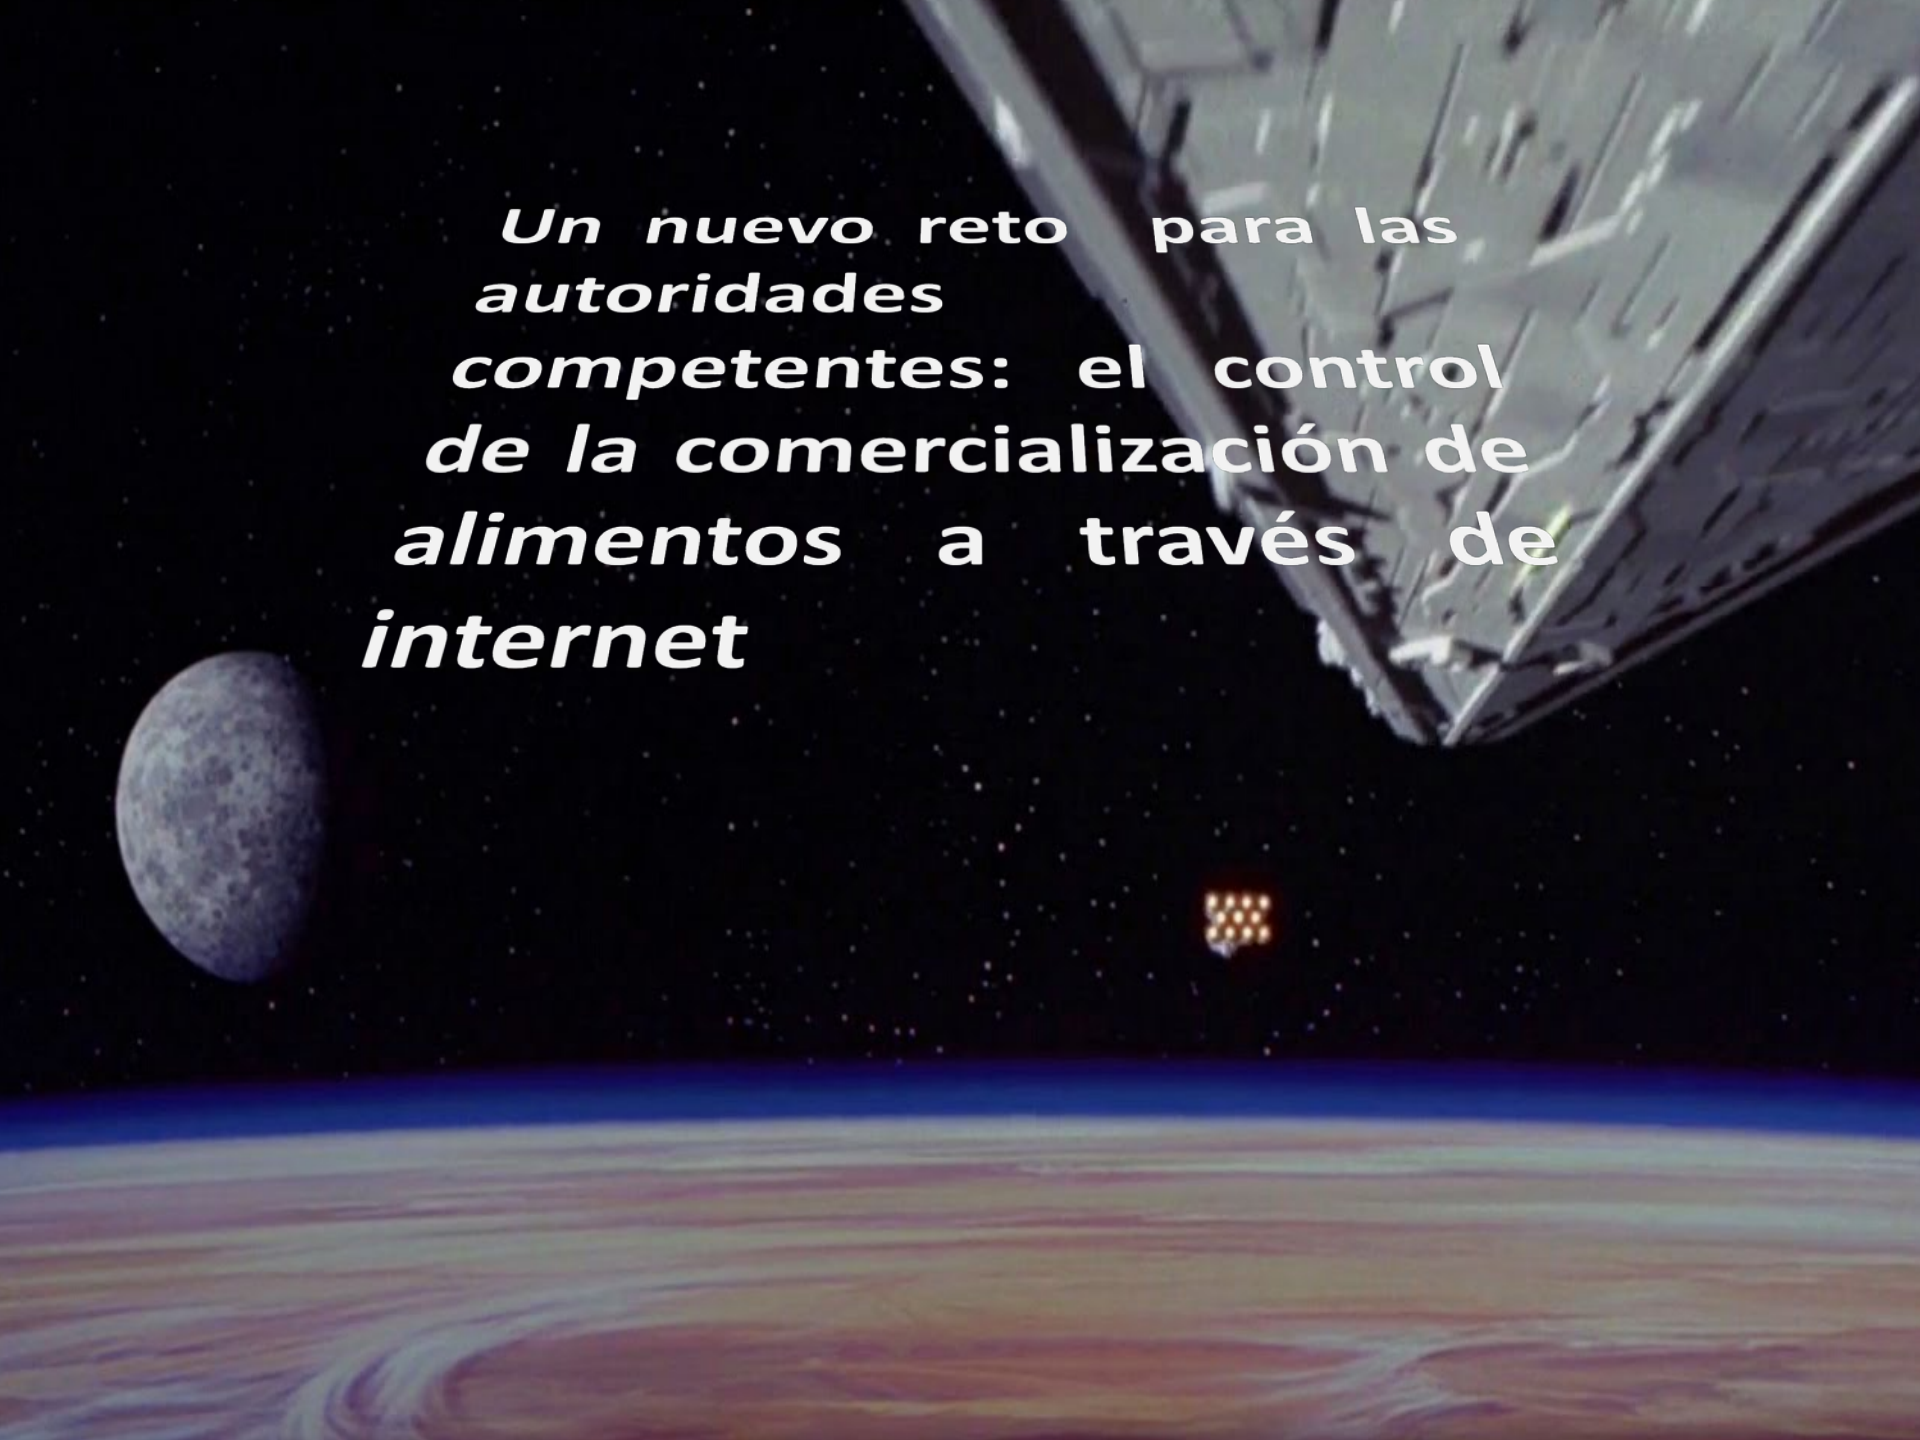 Un nuevo reto para las
autoridades
competentes: el control
de la comercialización de
alimentos a través de
internet